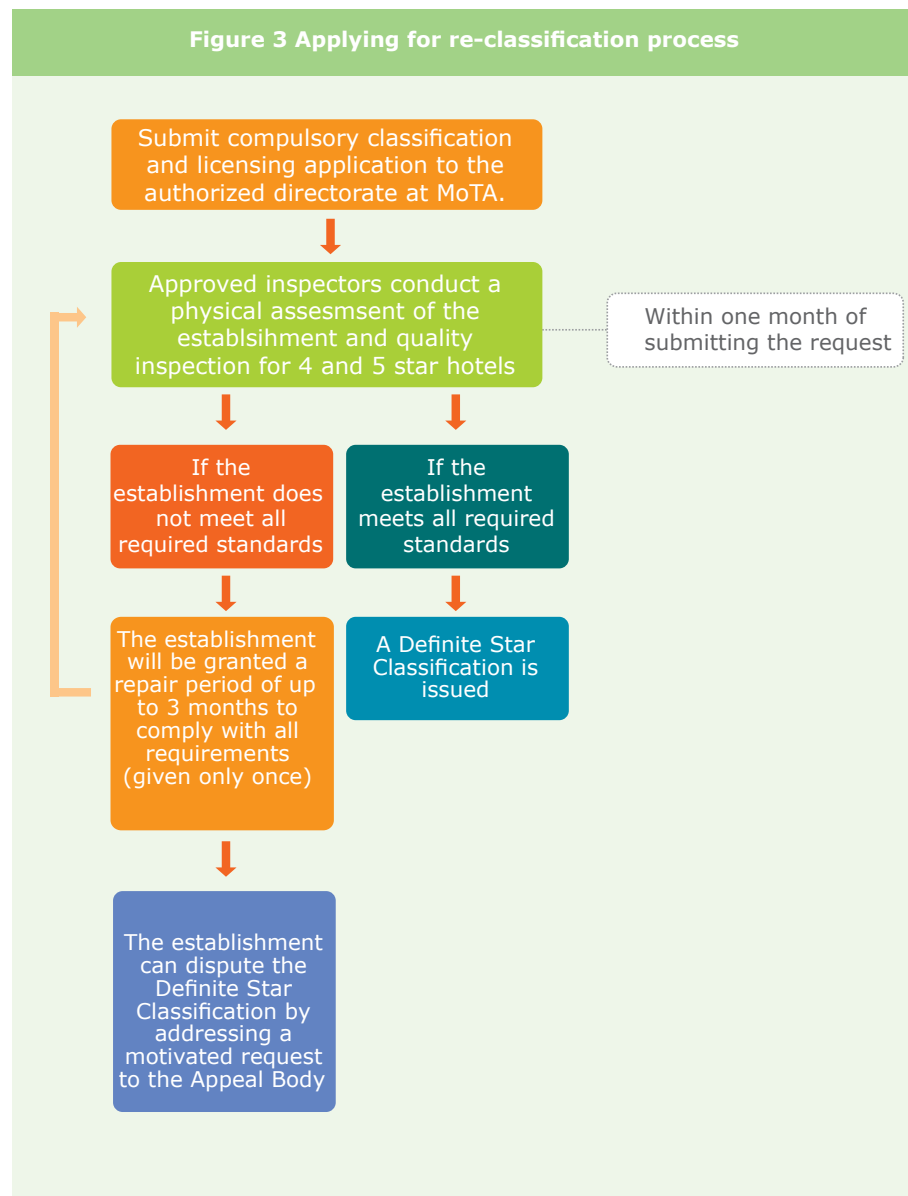 Figure 3 Applying for re-classification process
Submit compulsory classification
and licensing application to the
authorized directorate at MoTA.
Approved inspectors conduct a
physical assesmsent of the
establsihment and quality
inspection for 4 and 5 star hotels
Within one month of
submitting the request
If the
establishment does
not meet all
required standards
If the
establishment
meets all required
standards
The establishment
will be granted a
repair period of up
to 3 months to
comply with all
requirements
(given only once)
A Definite Star
Classification is
issued
The establishment
can dispute the
Definite Star
Classification by
addressing a
motivated request
to the Appeal Body